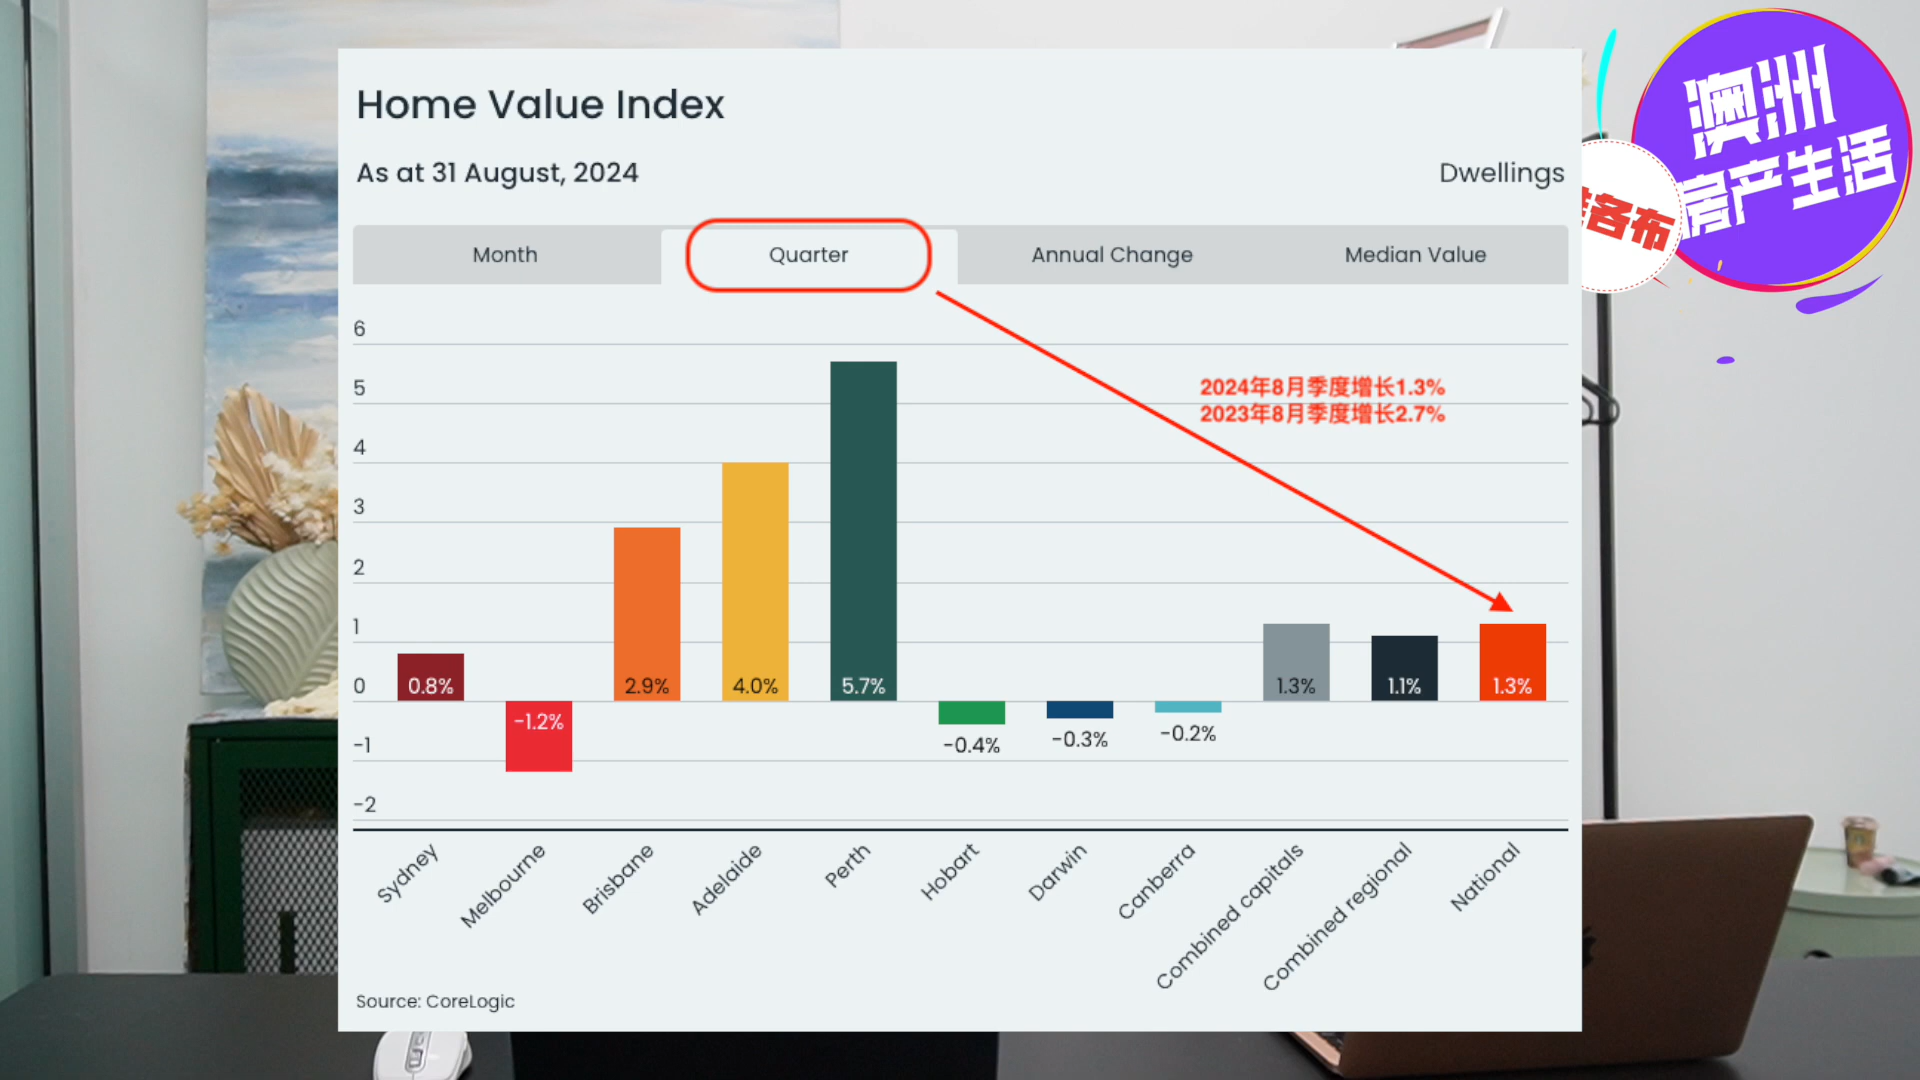 Home Value Index
As at 31 August, 2024
Dwellings
Month
Quarter
Annual Change
Median Value
6
5
4
3
2
1
0
-1
-2
2024年8月季度增长1.3%
2023年8月季度增长2.7%
0.8%
-1.2%
2.9%
4.0%
5.7%
-0.4%
-0.3%
-0.2%
1.3%
1.1%
1.3%
Sydney
Melbourne
Brisbane
Adelaide
Perth
Hobart
Darwin
Canberra
Combined capitals
Combined regional
National
Source: CoreLogic
澳洲
房产生活
客布